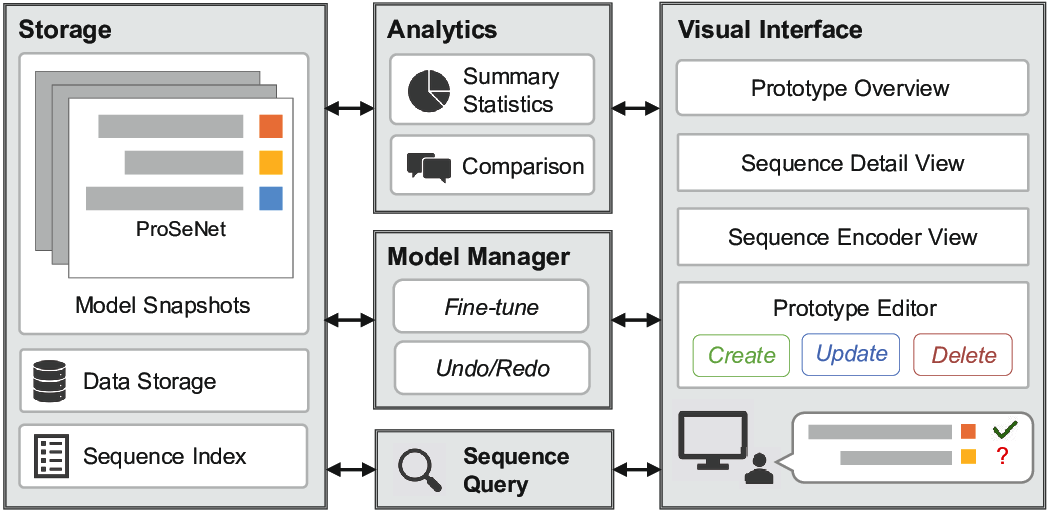 Storage
ProSeNet
Model Snapshots
Data Storage
Sequence Index
Analytics
Summary
Statistics
Comparison
Model Manager
Fine-tune
Undo/Redo
Sequence
Query
Visual Interface
Prototype Overview
Sequence Detail View
Sequence Encoder View
Prototype Editor
Create Update Delete
?